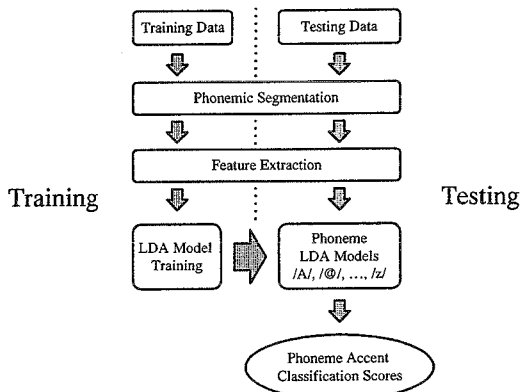 Training Data
Testing Data
Phonemic Segmentation
Feature Extraction
Training
Testing
LDA Model
Training
Phoneme
LDA Models
/A/, /@/, ..., /z/
Phoneme Accent
Classification Scores